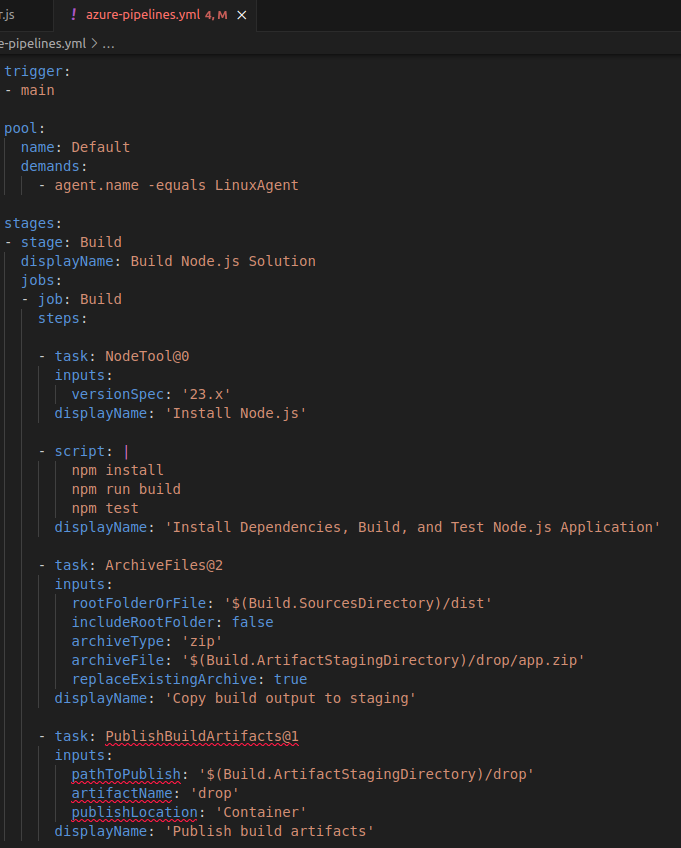 r.js
! azure-pipelines.yml 4, M ×
e-pipelines.yml > ...
trigger:
- main
pool:
  name: Default
  demands:
    - agent.name -equals LinuxAgent
stages:
- stage: Build
  displayName: Build Node.js Solution
  jobs:
  - job: Build
    steps:
    - task: NodeTool@0
      inputs:
        versionSpec: '23.x'
      displayName: 'Install Node.js'
    - script: |
        npm install
        npm run build
        npm test
      displayName: 'Install Dependencies, Build, and Test Node.js Application'
    - task: ArchiveFiles@2
      inputs:
        rootFolderOrFile: '$(Build.SourcesDirectory)/dist'
        includeRootFolder: false
        archiveType: 'zip'
        archiveFile: '$(Build.ArtifactStagingDirectory)/drop/app.zip'
        replaceExistingArchive: true
      displayName: 'Copy build output to staging'
    - task: PublishBuildArtifacts@1
      inputs:
        pathToPublish: '$(Build.ArtifactStagingDirectory)/drop'
        artifactName: 'drop'
        publishLocation: 'Container'
      displayName: 'Publish build artifacts'